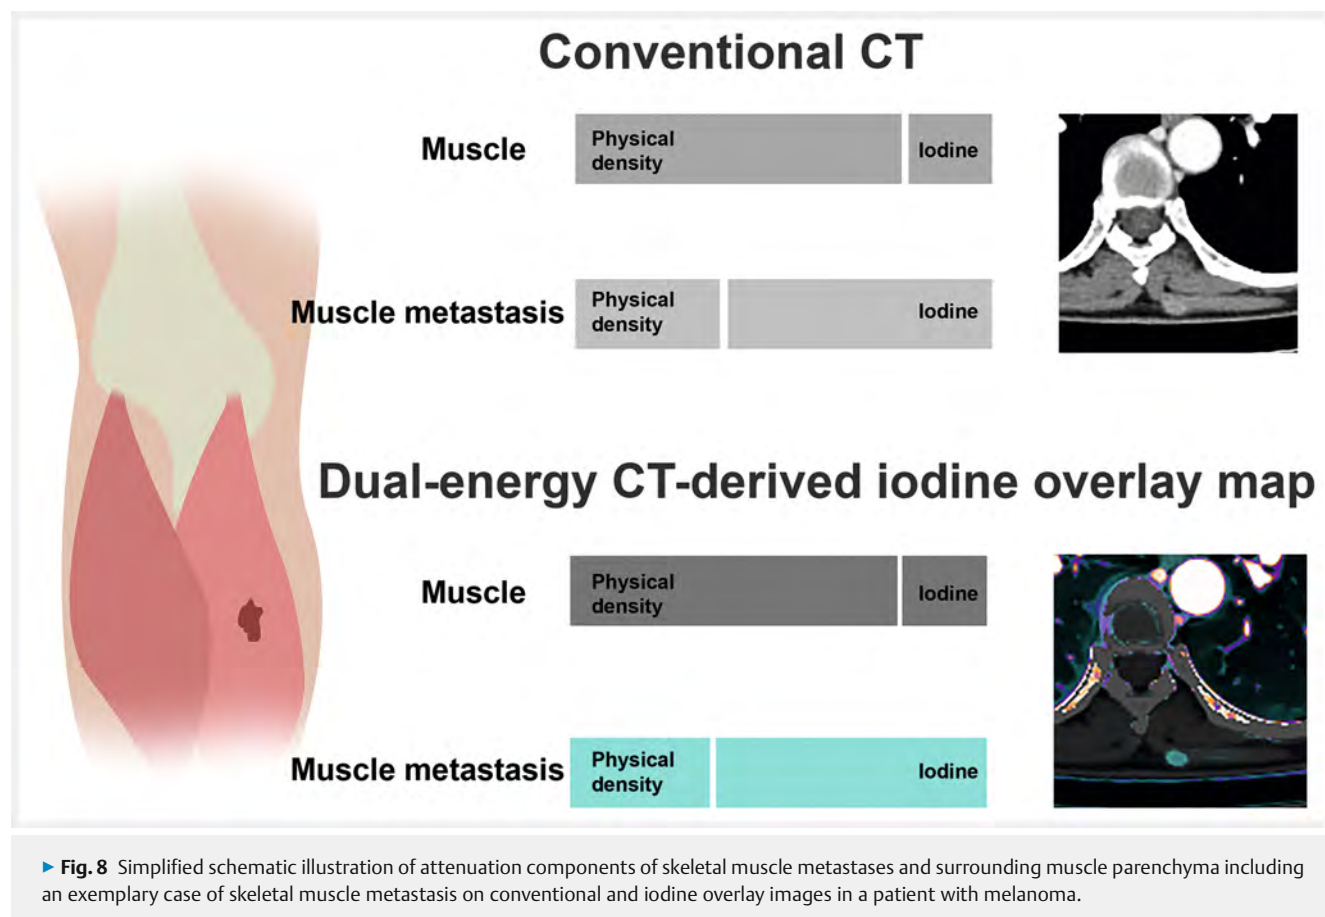 Conventional CT
Muscle
Physical
density
Iodine
Muscle metastasis
Physical
density
Iodine
Dual-energy CT-derived iodine overlay map
Muscle
Physical
density
Iodine
Muscle metastasis
Physical
density
Iodine
► Fig. 8 Simplified schematic illustration of attenuation components of skeletal muscle metastases and surrounding muscle parenchyma including
an exemplary case of skeletal muscle metastasis on conventional and iodine overlay images in a patient with melanoma.